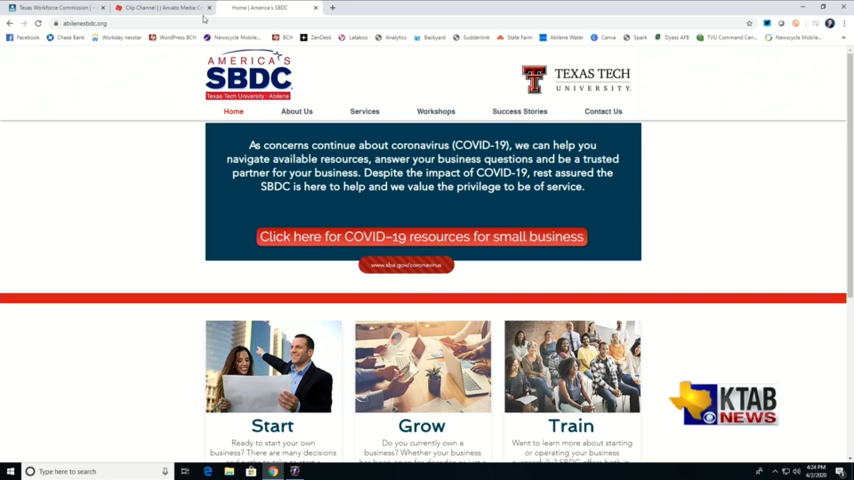 Texas Workforce Commission |
Clip Channel | | Anvato Media Co
Home | America's SBDC
abilenesbdc.org
Facebook
Chase Bank
Workday nexstar
WordPress BCH
Newscycle Mobile...
BCH
ZenDesk
Latakoo
Analytics
Backyard
Suddenlink
State Farm
Abilene Water
Canva
Spark
Dyess AFB
TVU Command Cen...
Newscycle Mobile...
AMERICA'S
SBDC
Texas Tech University · Abilene
TEXAS TECH
UNIVERSITY.
Home
About Us
Services
Workshops
Success Stories
Contact Us
As concerns continue about coronavirus (COVID-19), we can help you
navigate available resources, answer your business questions and be a trusted
partner for your business. Despite the impact of COVID-19, rest assured the
SBDC is here to help and we value the privilege to be of service.
Click here for COVID-19 resources for small business
www.sba.gov/coronavirus
Start
Grow
Train
Ready to start your own
business? There are many decisions
Do you currently own a
business? Whether your business
Want to learn more about starting
or operating your business
KTAB
NEWS
Type here to search
4:24 PM
4/2/2020